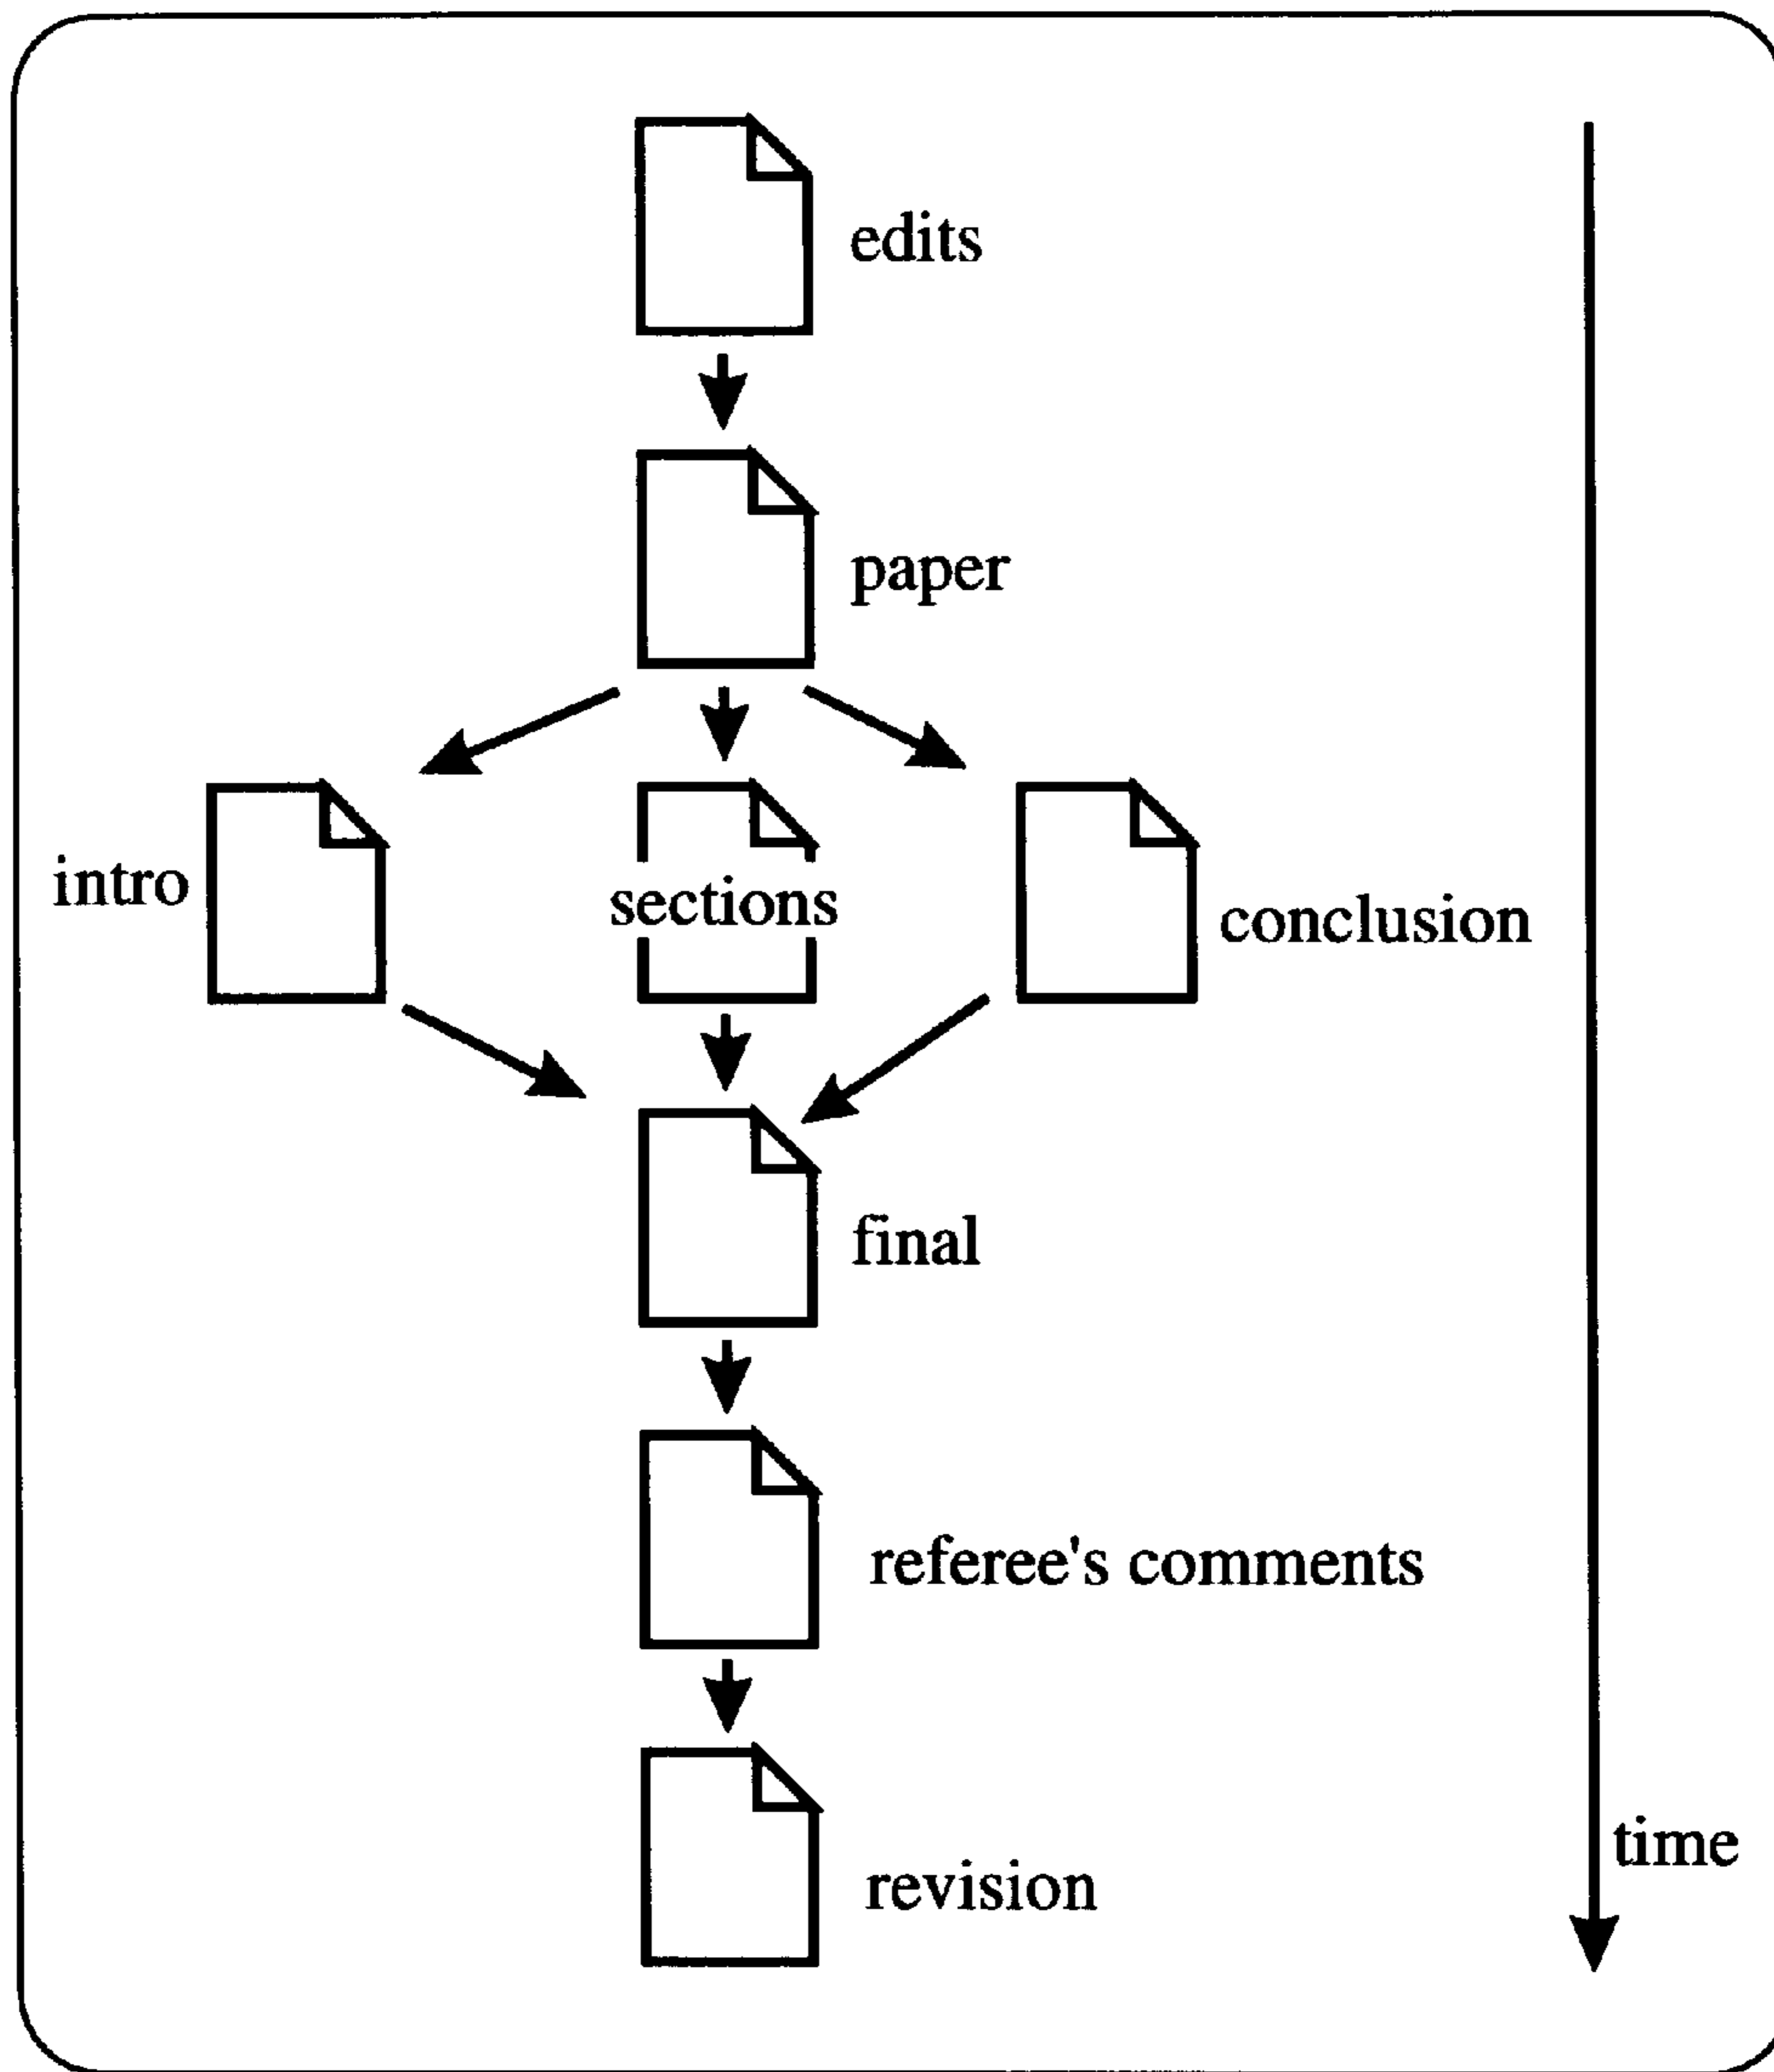 edits
paper
intro
sections
conclusion
final
referee's comments
time
revision